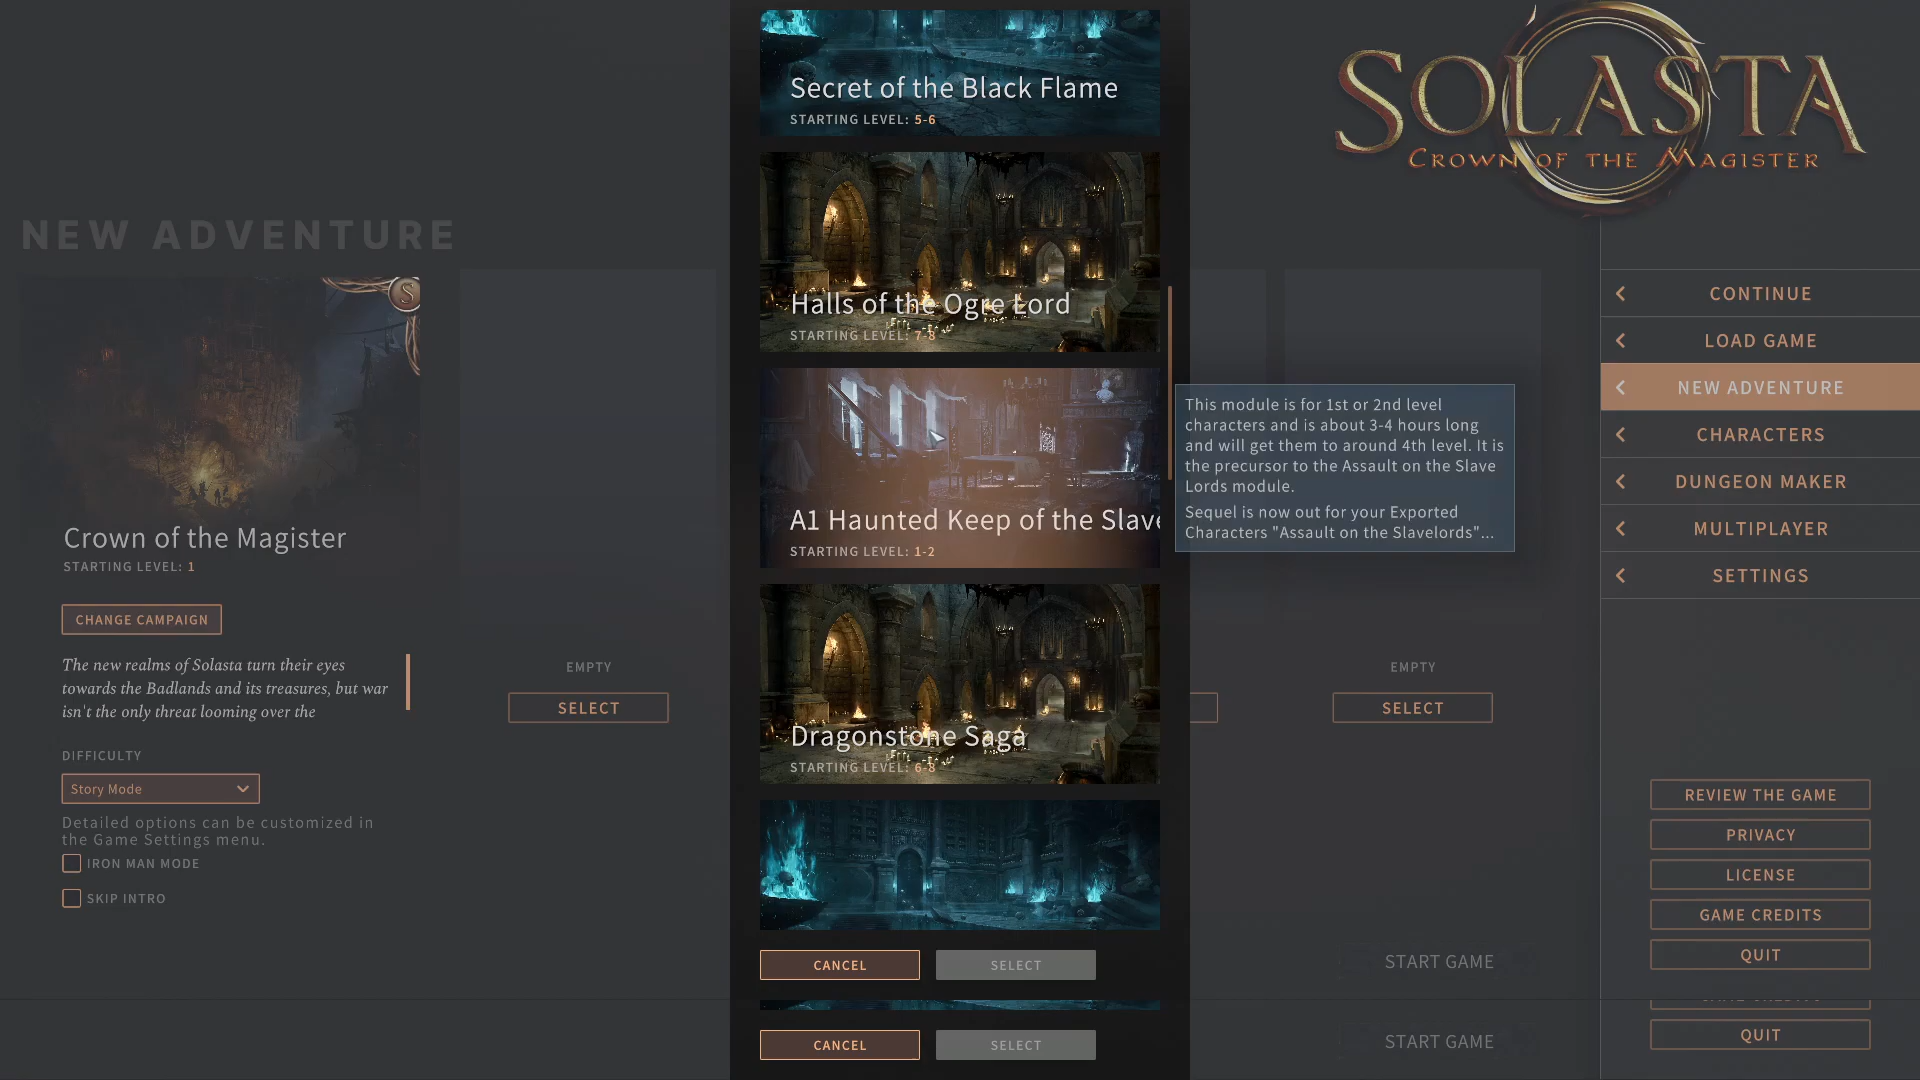 SOLASTA
CROWN OF THE MAGISTER
NEW ADVENTURE
Crown of the Magister
STARTING LEVEL: 1
CHANGE CAMPAIGN
The new realms of Solasta turn their eyes
towards the Badlands and its treasures, but war
isn't the only threat looming over the
DIFFICULTY
Story Mode
Detailed options can be customized in
the Game Settings menu.
IRON MAN MODE
SKIP INTRO
EMPTY
SELECT
Secret of the Black Flame
STARTING LEVEL: 5-6
Halls of the Ogre Lord
STARTING LEVEL: 7-8
A1 Haunted Keep of the Slave
STARTING LEVEL: 1-2
Dragonstone Saga
STARTING LEVEL: 6-8
CANCEL
SELECT
CANCEL
SELECT
This module is for 1st or 2nd level
characters and is about 3-4 hours long
and will get them to around 4th level. It is
the precursor to the Assault on the Slave
Lords module.
Sequel is now out for your Exported
Characters "Assault on the Slavelords"...
EMPTY
SELECT
START GAME
START GAME
CONTINUE
LOAD GAME
NEW ADVENTURE
CHARACTERS
DUNGEON MAKER
MULTIPLAYER
SETTINGS
REVIEW THE GAME
PRIVACY
LICENSE
GAME CREDITS
QUIT
QUIT